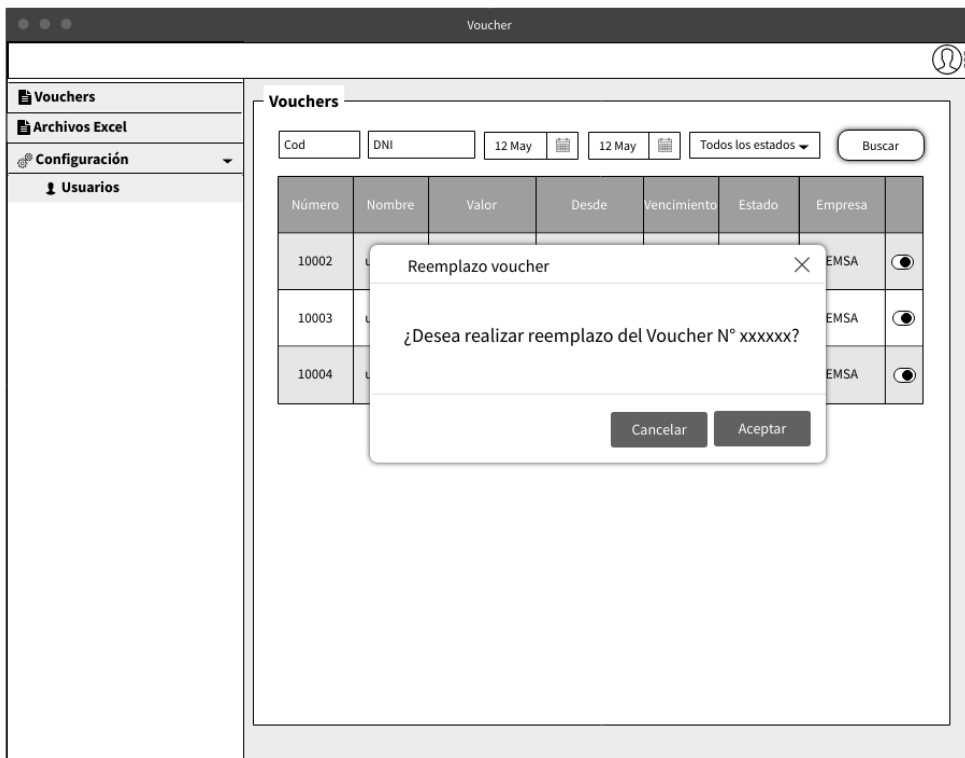 Voucher
Vouchers
Archivos Excel
Configuración
Usuarios
Vouchers
Cod DNI 12 May 12 May Todos los estados Buscar
Número Nombre Valor Desde Vencimiento Estado Empresa
10002 EMSA
Reemplazo voucher
10003 EMSA
¿Desea realizar reemplazo del Voucher N° xxxxxx?
10004 EMSA
Cancelar Aceptar